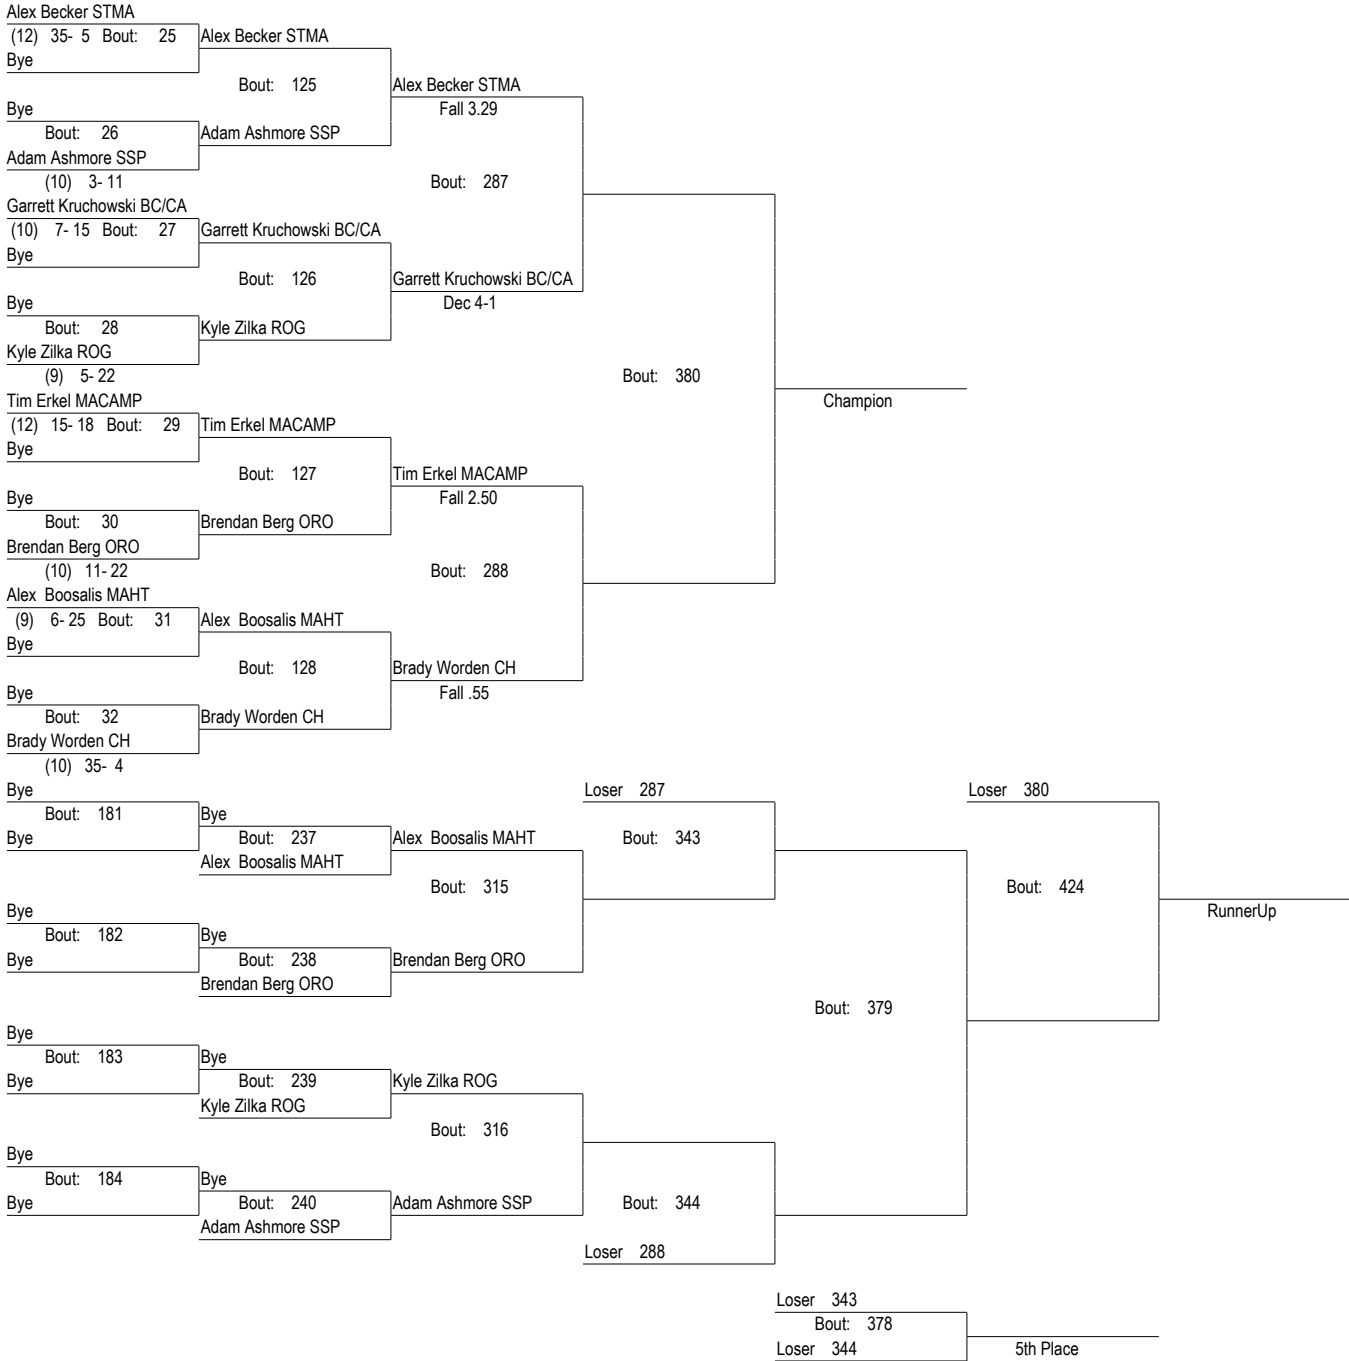 Alex Becker STMA
(12) 35- 5 Bout: 25 Alex Becker STMA
Bye
Bout: 125 Alex Becker STMA
Bye Fall 3.29
Bout: 26 Adam Ashmore SSP
Adam Ashmore SSP
(10) 3- 11 Bout: 287
Garrett Kruchowski BC/CA
(10) 7- 15 Bout: 27 Garrett Kruchowski BC/CA
Bye
Bout: 126 Garrett Kruchowski BC/CA
Bye Dec 4-1
Bout: 28 Kyle Zilka ROG
Kyle Zilka ROG
(9) 5- 22 Bout: 380
Tim Erkel MACAMP Champion
(12) 15- 18 Bout: 29 Tim Erkel MACAMP
Bye
Bout: 127 Tim Erkel MACAMP
Bye Fall 2.50
Bout: 30 Brendan Berg ORO
Brendan Berg ORO
(10) 11- 22 Bout: 288
Alex Boosalis MAHT
(9) 6- 25 Bout: 31 Alex Boosalis MAHT
Bye
Bout: 128 Brady Worden CH
Bye Fall .55
Bout: 32 Brady Worden CH
Brady Worden CH
(10) 35- 4
Bye Loser 287 Loser 380
Bout: 181 Bye
Bye Bout: 237 Alex Boosalis MAHT Bout: 343
Alex Boosalis MAHT
Bout: 315 Bout: 424
Bye RunnerUp
Bout: 182 Bye
Bye Bout: 238 Brendan Berg ORO
Brendan Berg ORO
Bout: 379
Bye
Bout: 183 Bye
Bye Bout: 239 Kyle Zilka ROG
Kyle Zilka ROG
Bout: 316
Bye
Bout: 184 Bye
Bye Bout: 240 Adam Ashmore SSP Bout: 344
Adam Ashmore SSP
Loser 288
Loser 343
Bout: 378
Loser 344 5th Place